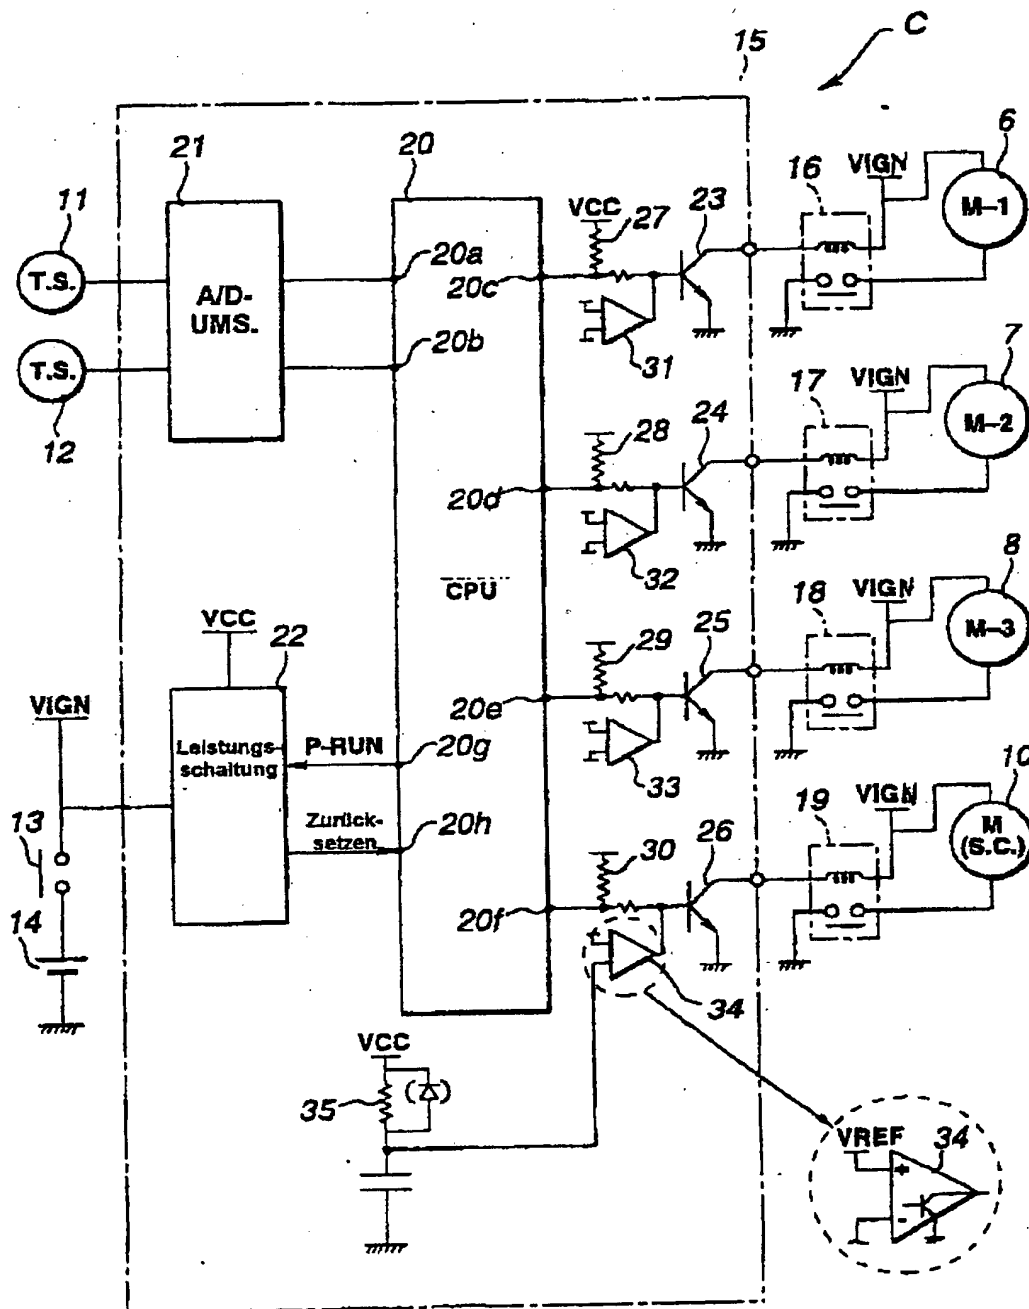 C
15
6
21
20
16
VIGN
M-1
11
VCC
27
23
T.S.
20a
20c
A/D-
UMS.
20b
31
T.S.
12
7
VIGN
17
M-2
28
24
20d
32
CPU
8
VIGN
18
M-3
VCC
22
29
25
VIGN
20e
Leistungs-
schaltung
P-RUN
20g
33
10
VIGN
19
M
(S.C.)
13
Zurück-
setzen
20h
30
26
20f
14
34
VCC
35
VREF
34
+
-